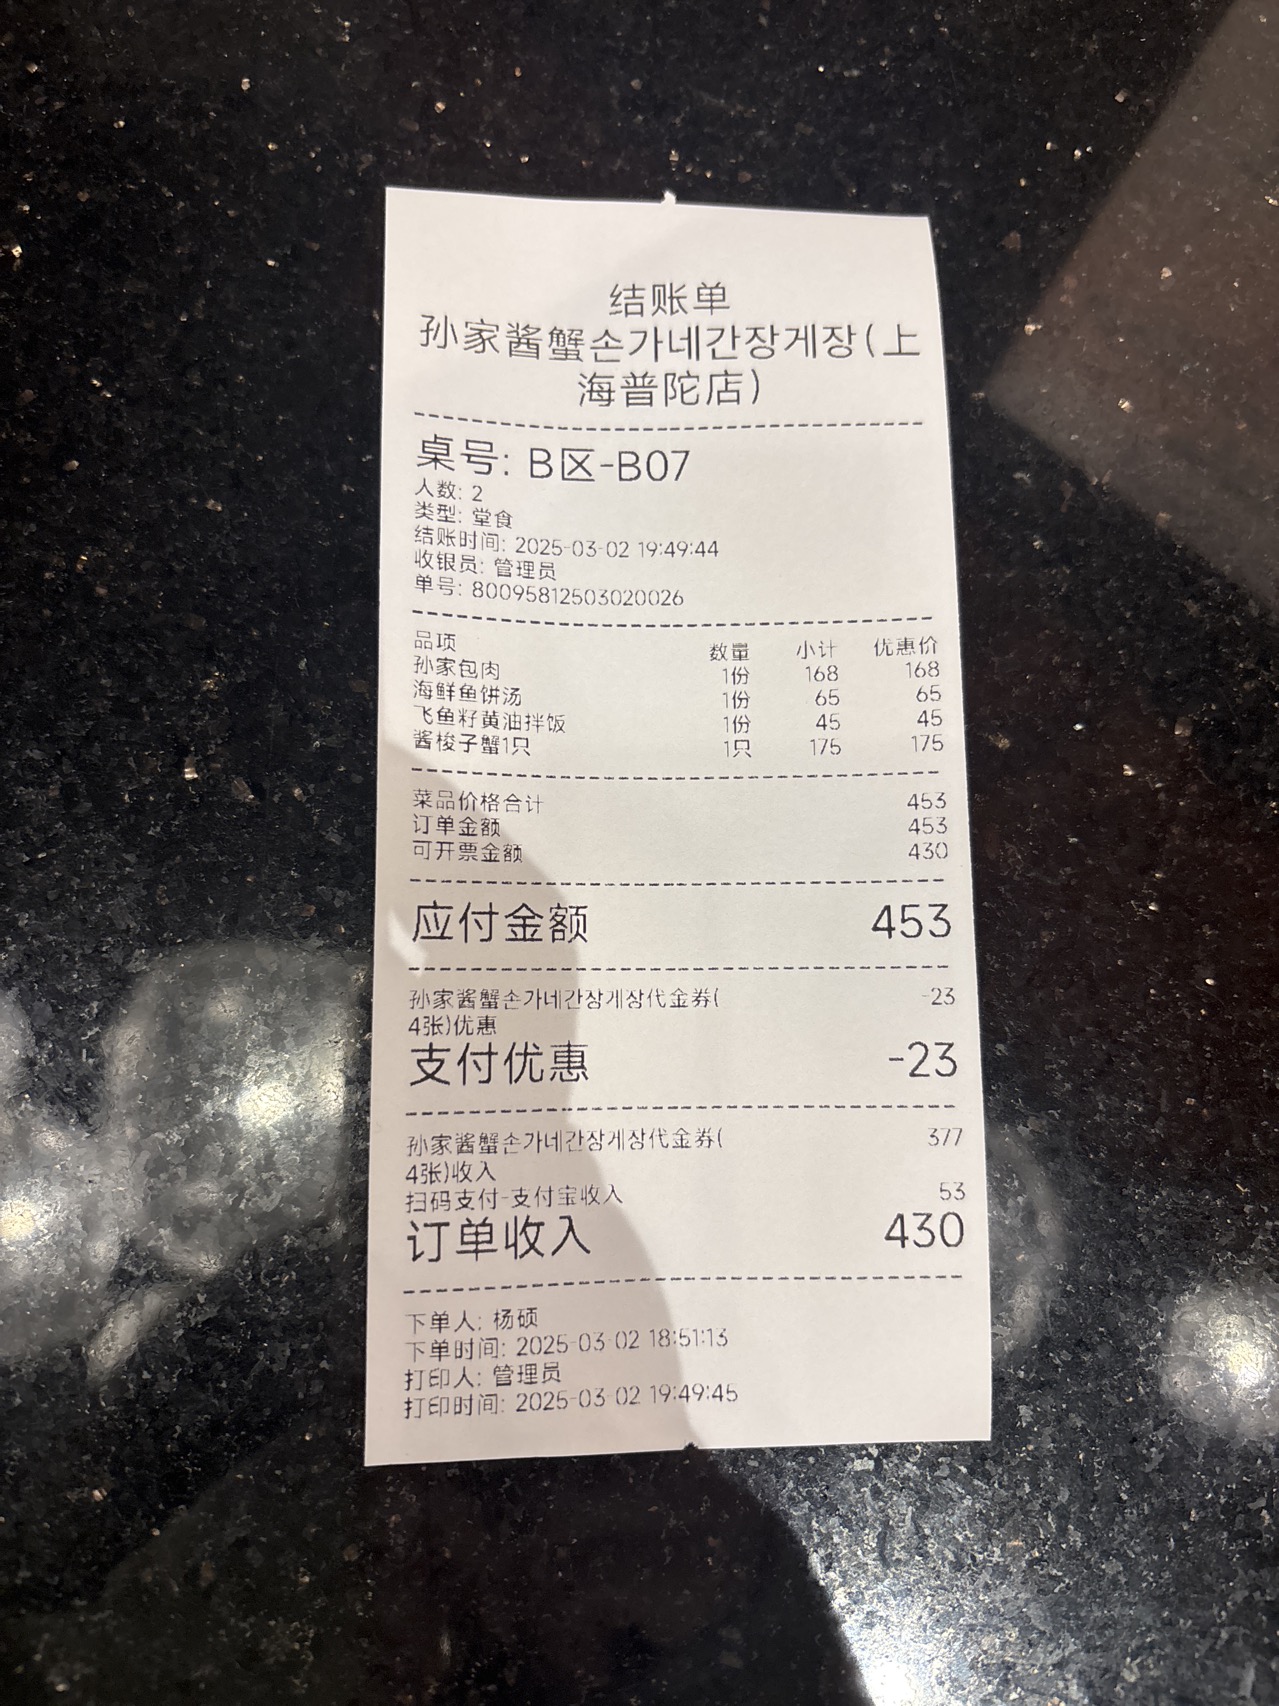 结账单
孙家酱蟹손가네간장게장(上
海普陀店)
桌号: B区-B07
人数: 2
类型: 堂食
结账时间: 2025-03-02 19:49:44
收银员: 管理员
单号: 80095812503020026
品项 数量 小计 优惠价
孙家包肉 1份 168 168
海鲜鱼饼汤 1份 65 65
飞鱼籽黄油拌饭 1份 45 45
酱梭子蟹1只 1只 175 175
菜品价格合计 453
订单金额 453
可开票金额 430
应付金额 453
孙家酱蟹손가네간장게장代金券( -23
4张)优惠
支付优惠 -23
孙家酱蟹손가네간장게장代金券( 377
4张)收入
扫码支付-支付宝收入 53
订单收入 430
下单人: 杨硕
下单时间: 2025-03-02 18:51:13
打印人: 管理员
打印时间: 2025-03-02 19:49:45